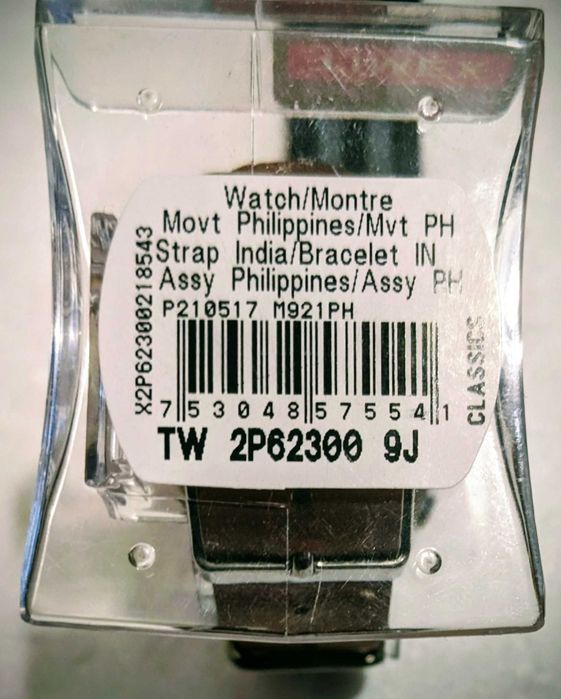 Watch/Montre
Movt Philippines/Mvt PH
Strap India/Bracelet IN
Assy Philippines/Assy PH
P210517 M921PH
X2P62300218543
CLASSICS
7 53048 57554 1
TW 2P62300 9J